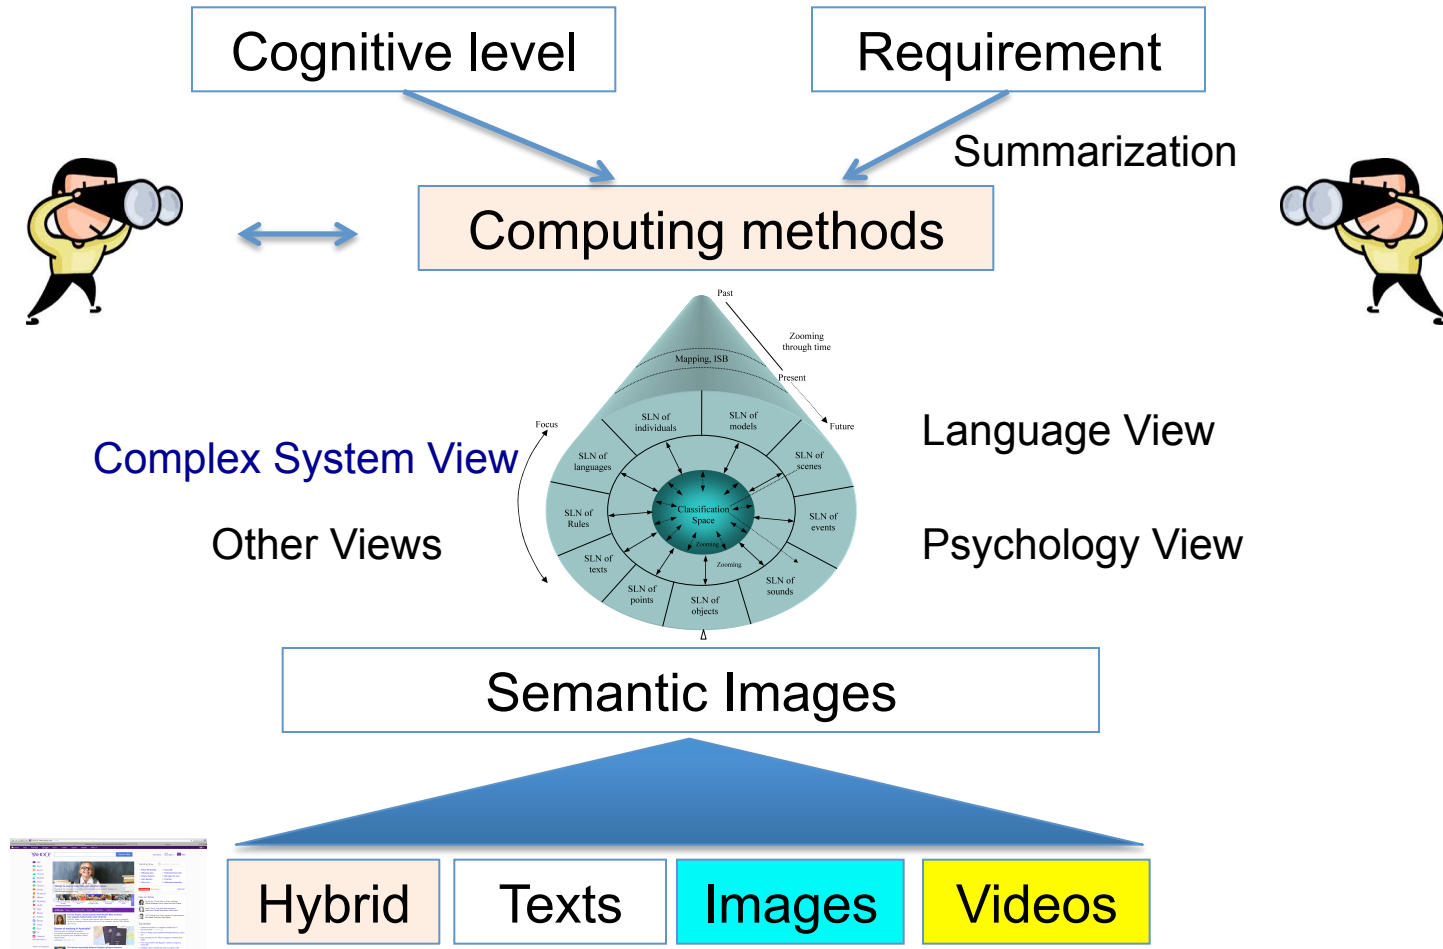 Cognitive level
Requirement
Summarization
Computing methods
Past
Zooming
through time
Mapping, ISB
Present
Future
Focus
SLN of
individuals
SLN of
models
SLN of
languages
SLN of
scenes
SLN of
Rules
Classification
Space
SLN of
events
Zooming
Zooming
SLN of
texts
SLN of
points
SLN of
objects
SLN of
sounds
Complex System View
Other Views
Language View
Psychology View
Semantic Images
YAHOO!
Hybrid
Texts
Images
Videos